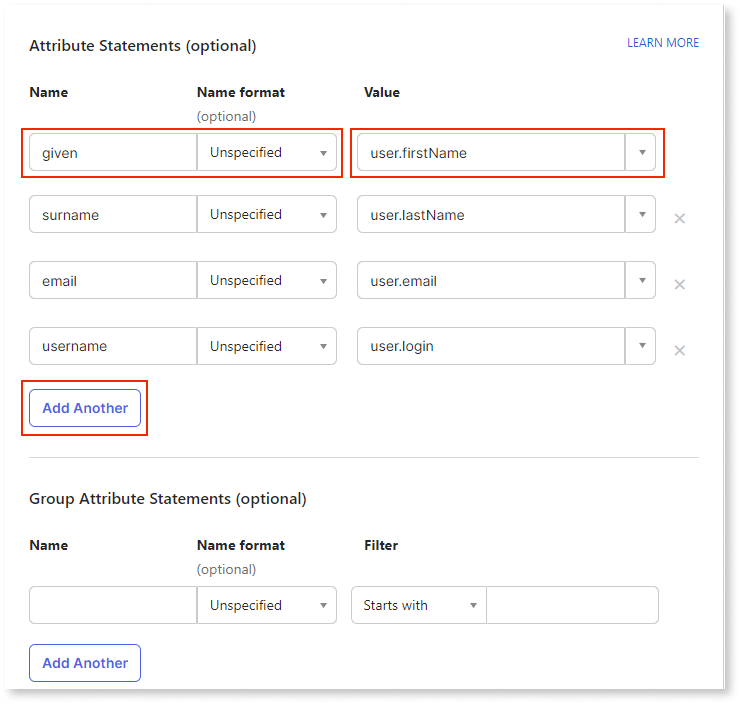 Attribute Statements (optional) LEARN MORE
Name Name format Value
(optional)
given Unspecified user.firstName
surname Unspecified user.lastName
email Unspecified user.email
username Unspecified user.login
Add Another
Group Attribute Statements (optional)
Name Name format Filter
(optional)
Unspecified Starts with
Add Another